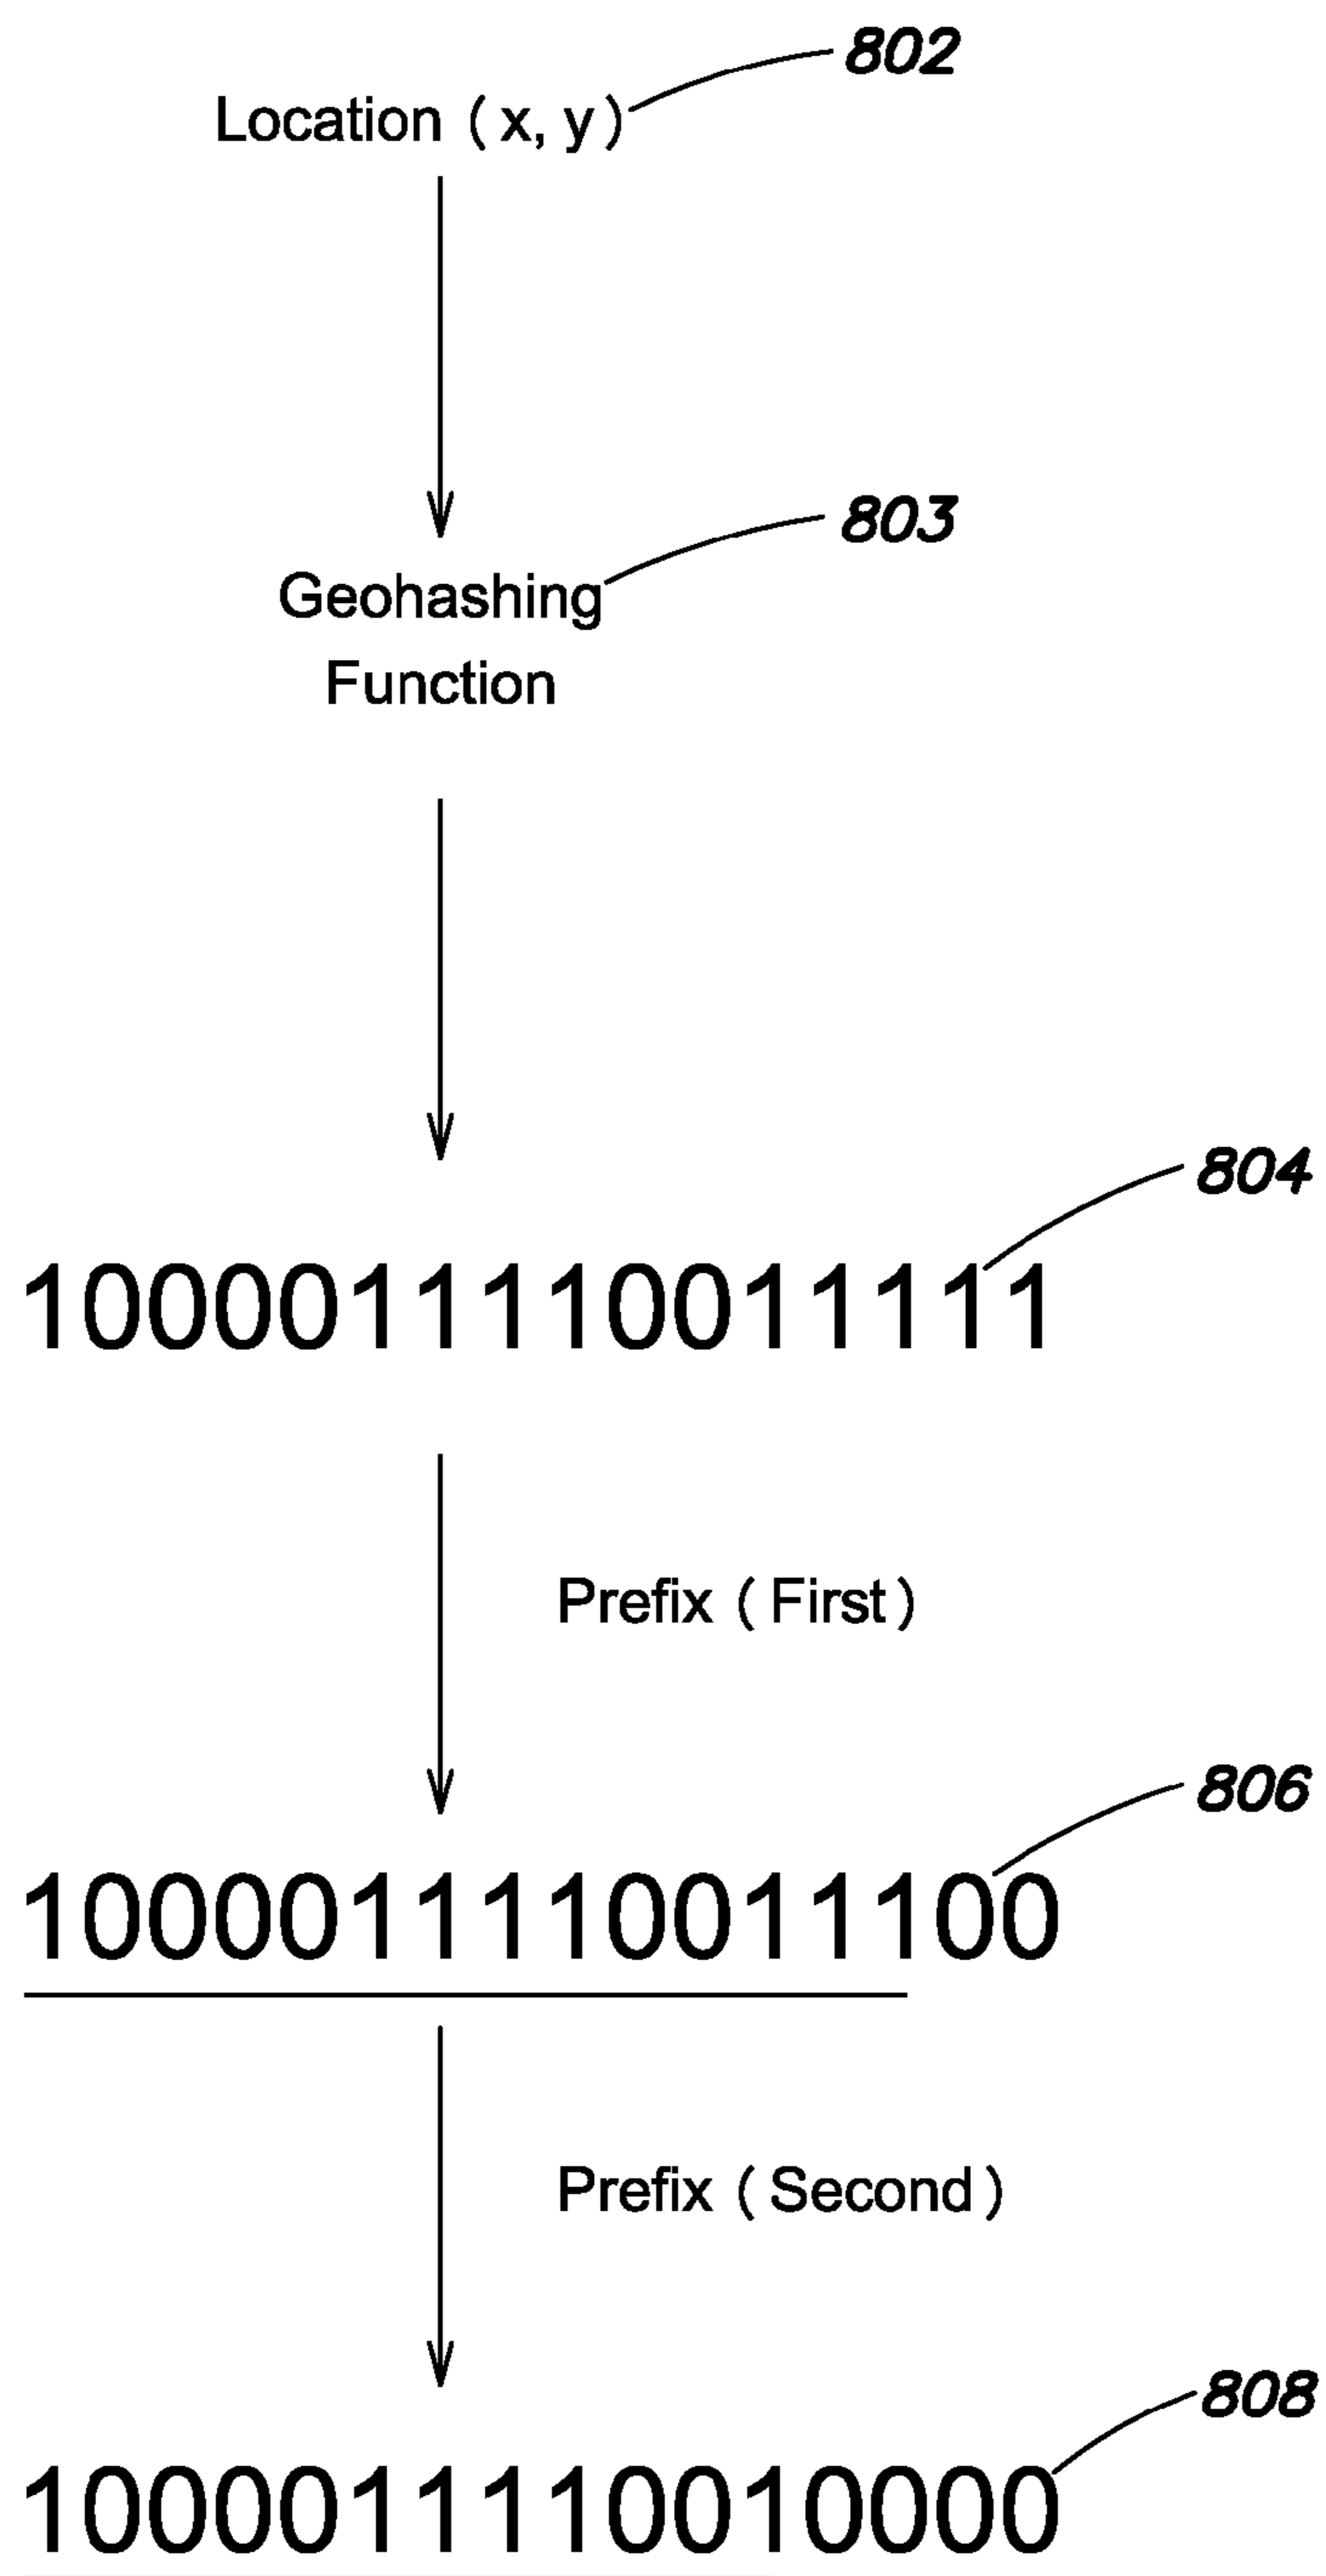 802
Location (x, y)
803
Geohashing
Function
804
1000011110011111
Prefix (First)
806
1000011110011100
Prefix (Second)
808
1000011110010000